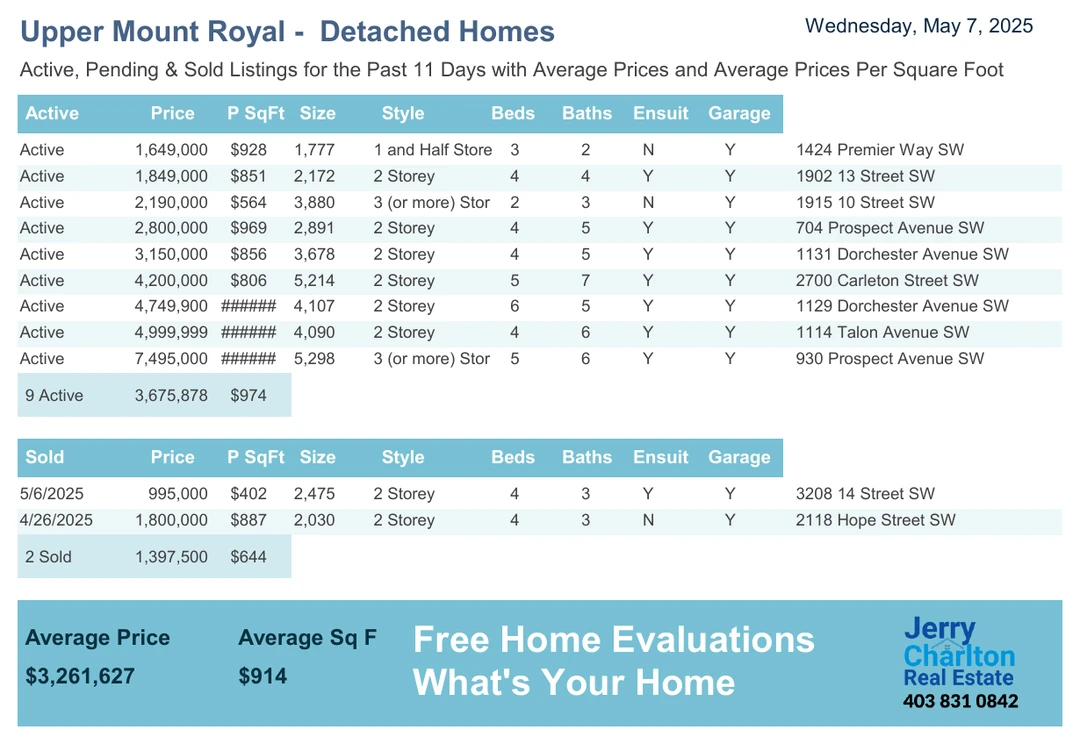 Upper Mount Royal - Detached Homes
Wednesday, May 7, 2025
Active, Pending & Sold Listings for the Past 11 Days with Average Prices and Average Prices Per Square Foot
Active Price P SqFt Size Style Beds Baths Ensuit Garage
Active 1,649,000 $928 1,777 1 and Half Store 3 2 N Y 1424 Premier Way SW
Active 1,849,000 $851 2,172 2 Storey 4 4 Y Y 1902 13 Street SW
Active 2,190,000 $564 3,880 3 (or more) Stor 2 3 N Y 1915 10 Street SW
Active 2,800,000 $969 2,891 2 Storey 4 5 Y Y 704 Prospect Avenue SW
Active 3,150,000 $856 3,678 2 Storey 4 5 Y Y 1131 Dorchester Avenue SW
Active 4,200,000 $806 5,214 2 Storey 5 7 Y Y 2700 Carleton Street SW
Active 4,749,900 ###### 4,107 2 Storey 6 5 Y Y 1129 Dorchester Avenue SW
Active 4,999,999 ###### 4,090 2 Storey 4 6 Y Y 1114 Talon Avenue SW
Active 7,495,000 ###### 5,298 3 (or more) Stor 5 6 Y Y 930 Prospect Avenue SW
9 Active 3,675,878 $974
Sold Price P SqFt Size Style Beds Baths Ensuit Garage
5/6/2025 995,000 $402 2,475 2 Storey 4 3 Y Y 3208 14 Street SW
4/26/2025 1,800,000 $887 2,030 2 Storey 4 3 N Y 2118 Hope Street SW
2 Sold 1,397,500 $644
Average Price Average Sq F
$3,261,627 $914
Free Home Evaluations
What's Your Home
Jerry
Charlton
Real Estate
403 831 0842